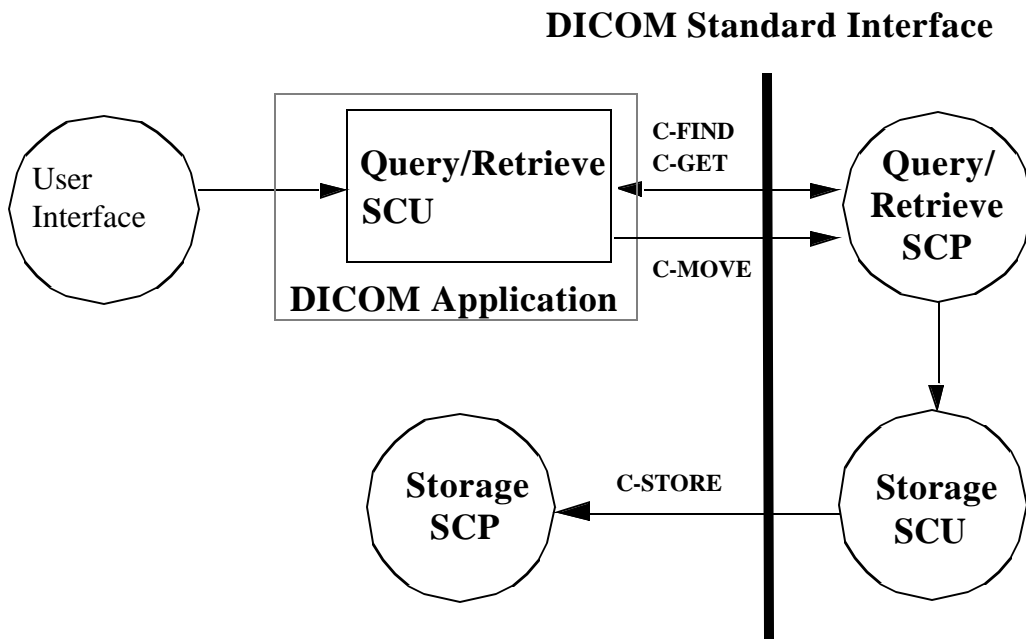 DICOM Standard Interface
User
Interface
Query/Retrieve
SCU
DICOM Application
C-FIND
C-GET
C-MOVE
Query/
Retrieve
SCP
Storage
SCP
C-STORE
Storage
SCU